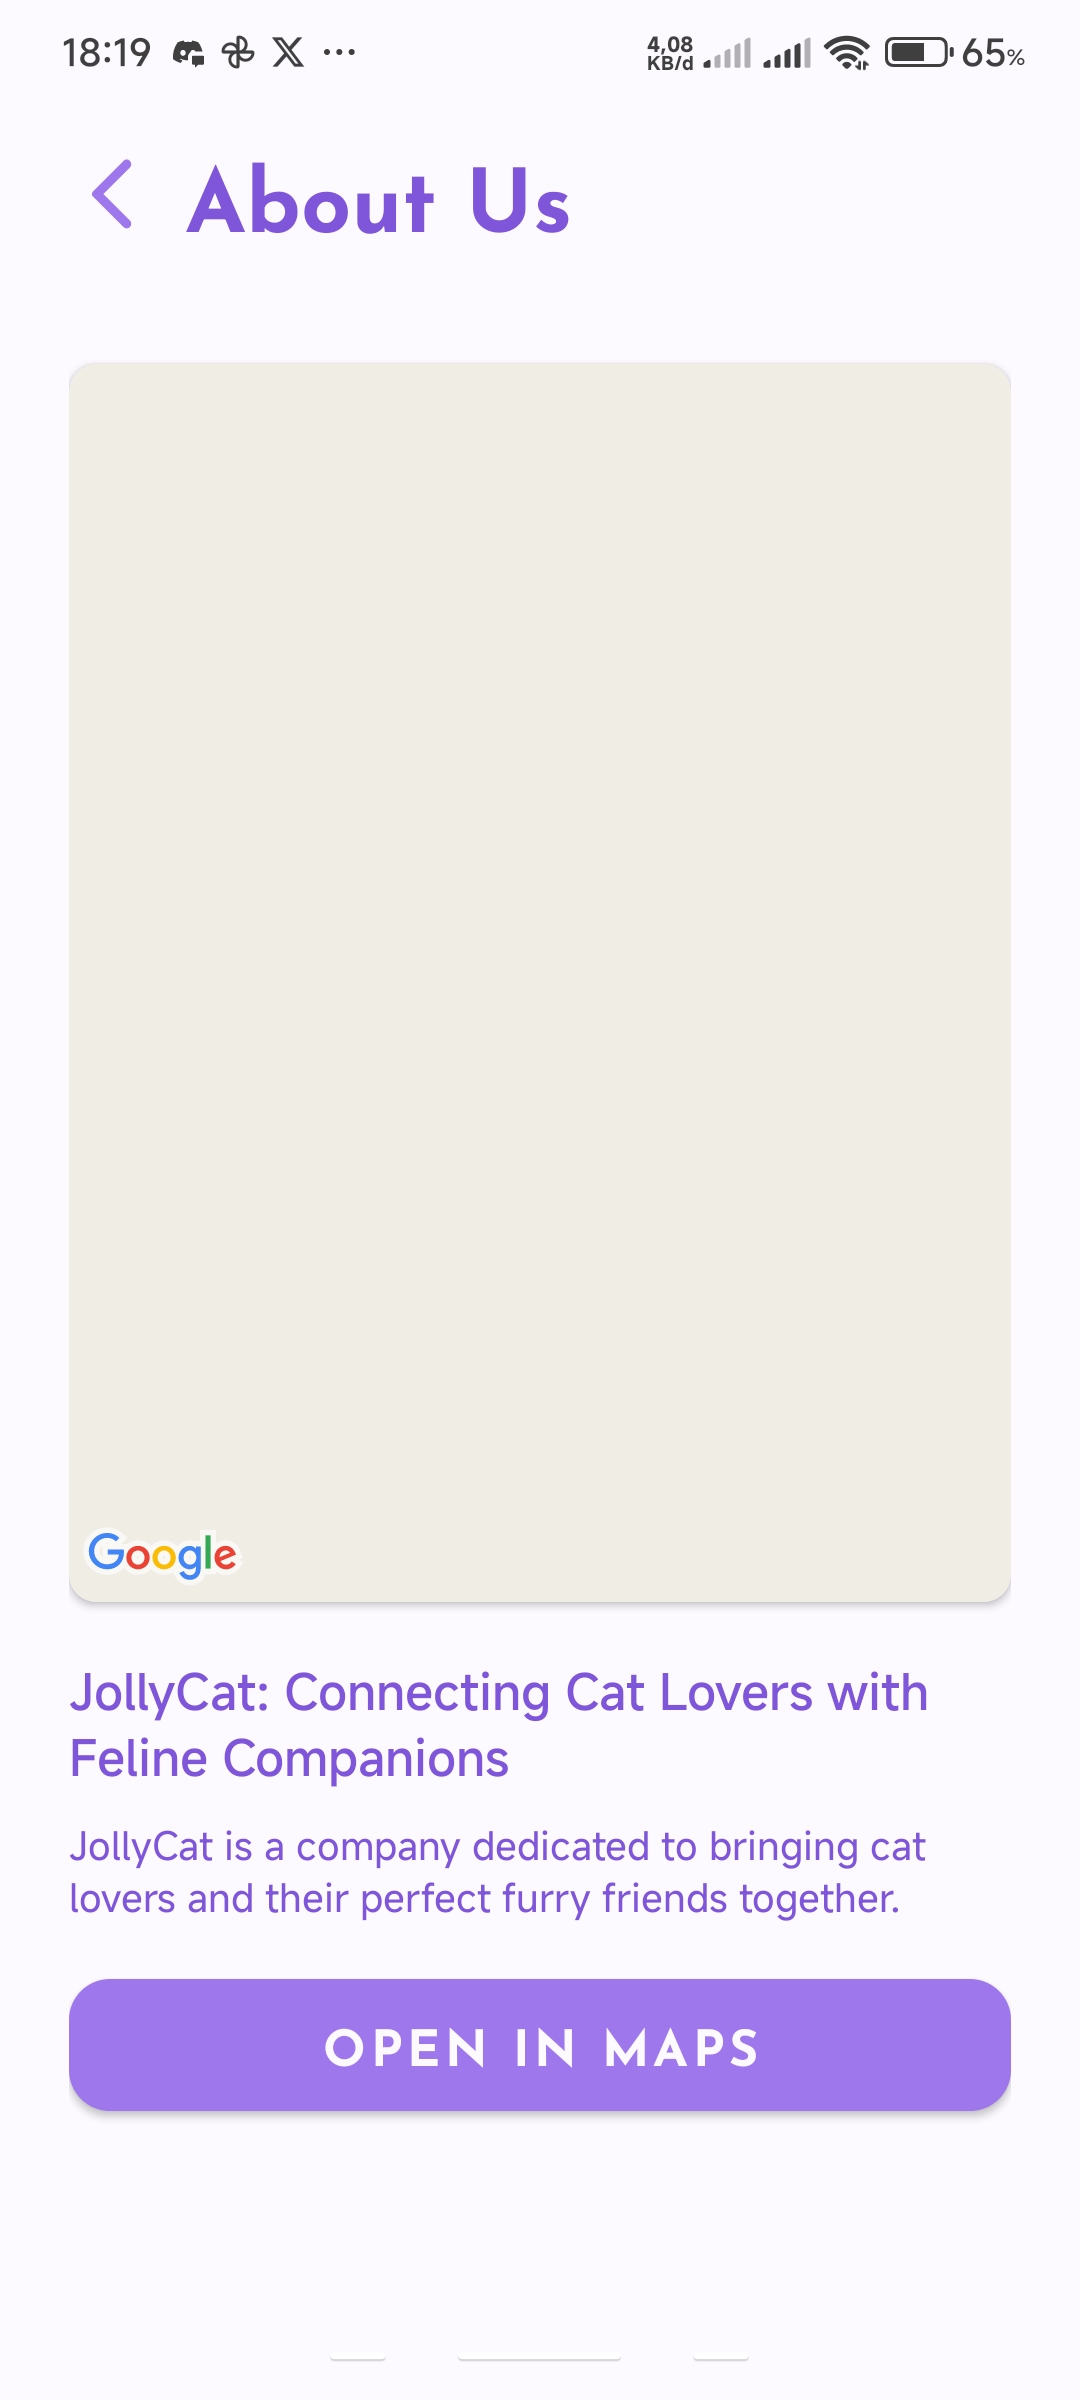 18:19
4,08
KB/d
65%
About Us
Google
JollyCat: Connecting Cat Lovers with
Feline Companions
JollyCat is a company dedicated to bringing cat
lovers and their perfect furry friends together.
OPEN IN MAPS